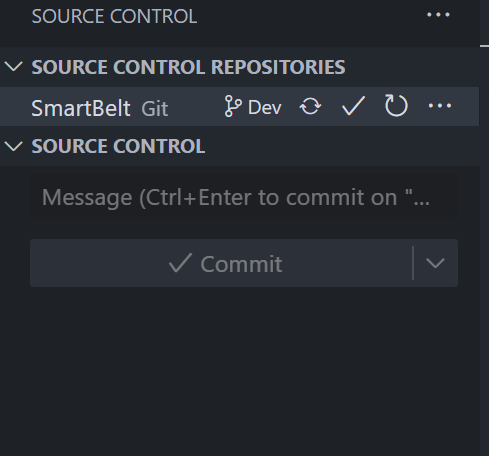 SOURCE CONTROL
SOURCE CONTROL REPOSITORIES
SmartBelt Git Dev
SOURCE CONTROL
Message (Ctrl+Enter to commit on "...
Commit